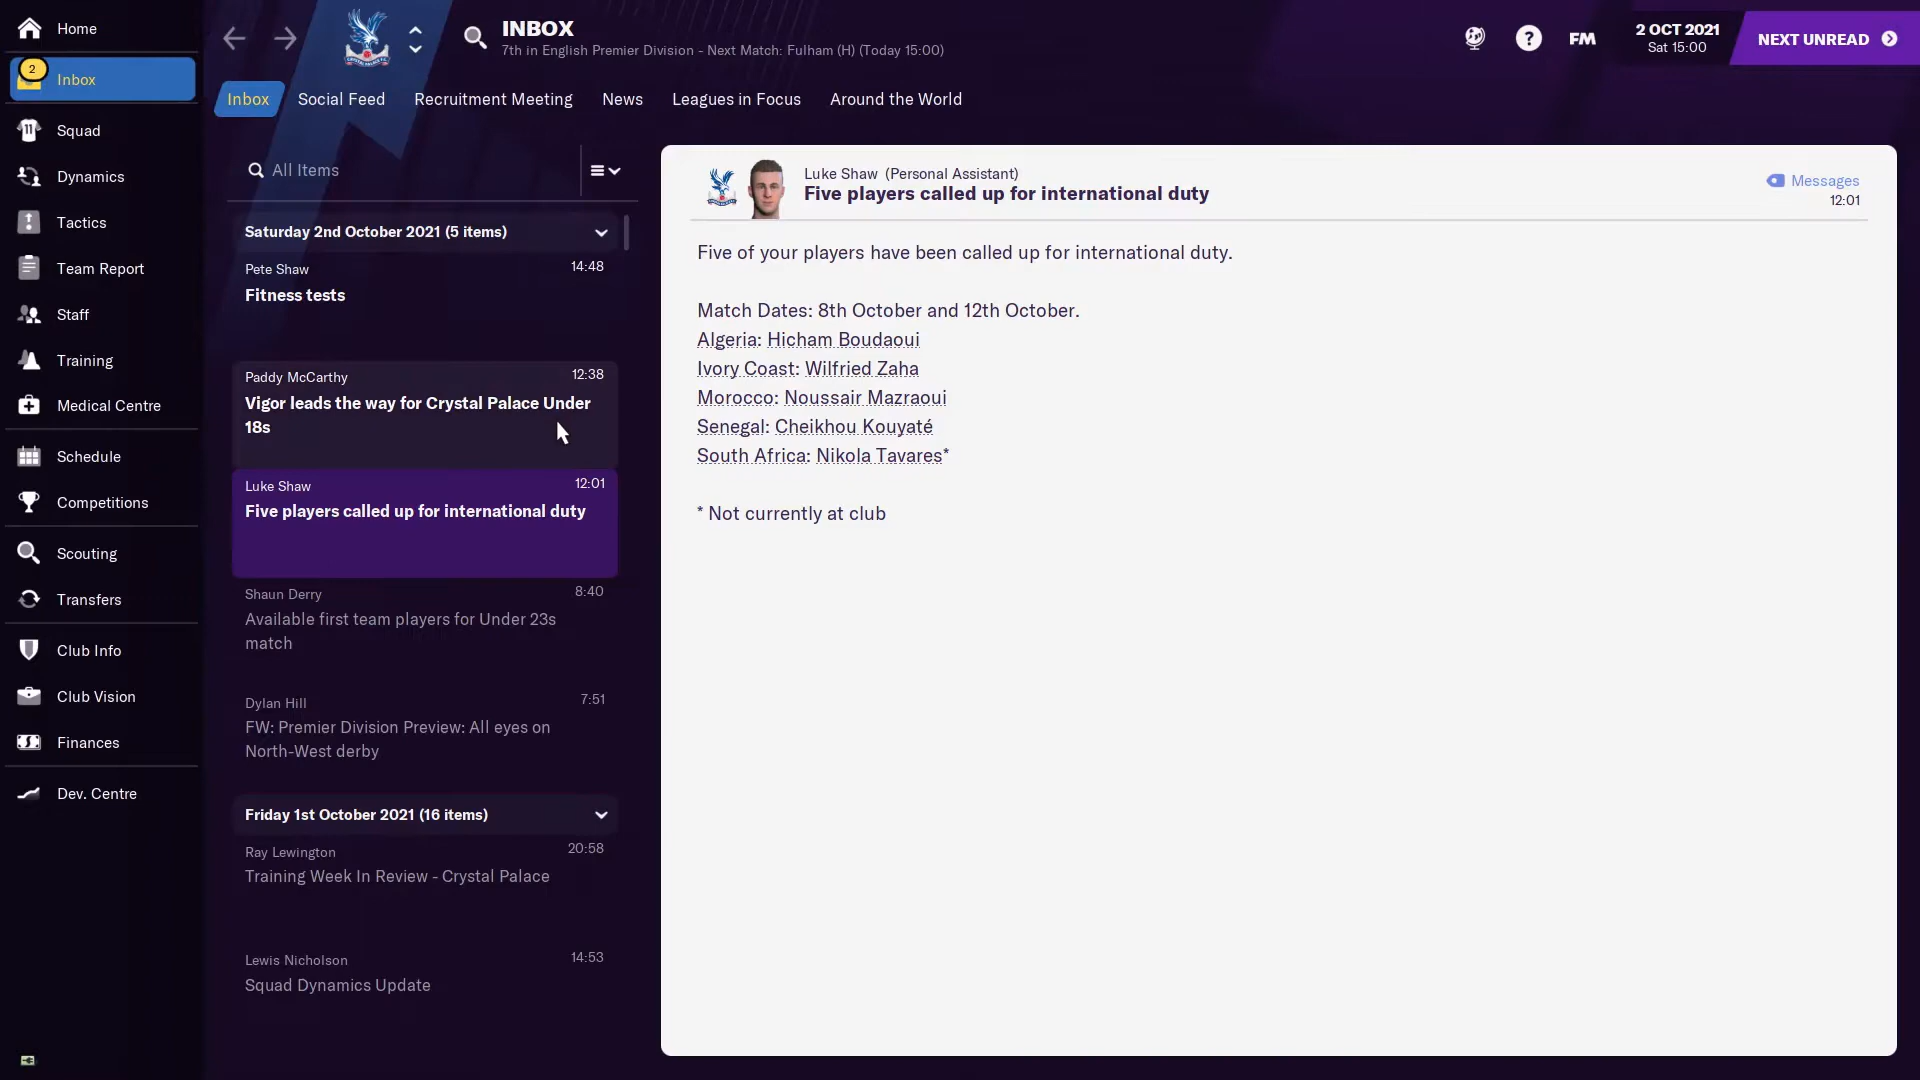 Home
2
Inbox
Squad
Dynamics
Tactics
Team Report
Staff
Training
Medical Centre
Schedule
Competitions
Scouting
Transfers
Club Info
Club Vision
Finances
Dev. Centre
INBOX
7th in English Premier Division - Next Match: Fulham (H) (Today 15:00)
?
FM
2 OCT 2021
Sat 15:00
NEXT UNREAD
Inbox
Social Feed
Recruitment Meeting
News
Leagues in Focus
Around the World
All Items
Saturday 2nd October 2021 (5 items)
Pete Shaw
14:48
Fitness tests
Paddy McCarthy
12:38
Vigor leads the way for Crystal Palace Under
18s
Luke Shaw
12:01
Five players called up for international duty
Shaun Derry
8:40
Available first team players for Under 23s
match
Dylan Hill
7:51
FW: Premier Division Preview: All eyes on
North-West derby
Friday 1st October 2021 (16 items)
Ray Lewington
20:58
Training Week In Review - Crystal Palace
Lewis Nicholson
14:53
Squad Dynamics Update
Luke Shaw (Personal Assistant)
Five players called up for international duty
Messages
12:01
Five of your players have been called up for international duty.
Match Dates: 8th October and 12th October.
Algeria: Hicham Boudaoui
Ivory Coast: Wilfried Zaha
Morocco: Noussair Mazraoui
Senegal: Cheikhou Kouyaté
South Africa: Nikola Tavares*
* Not currently at club